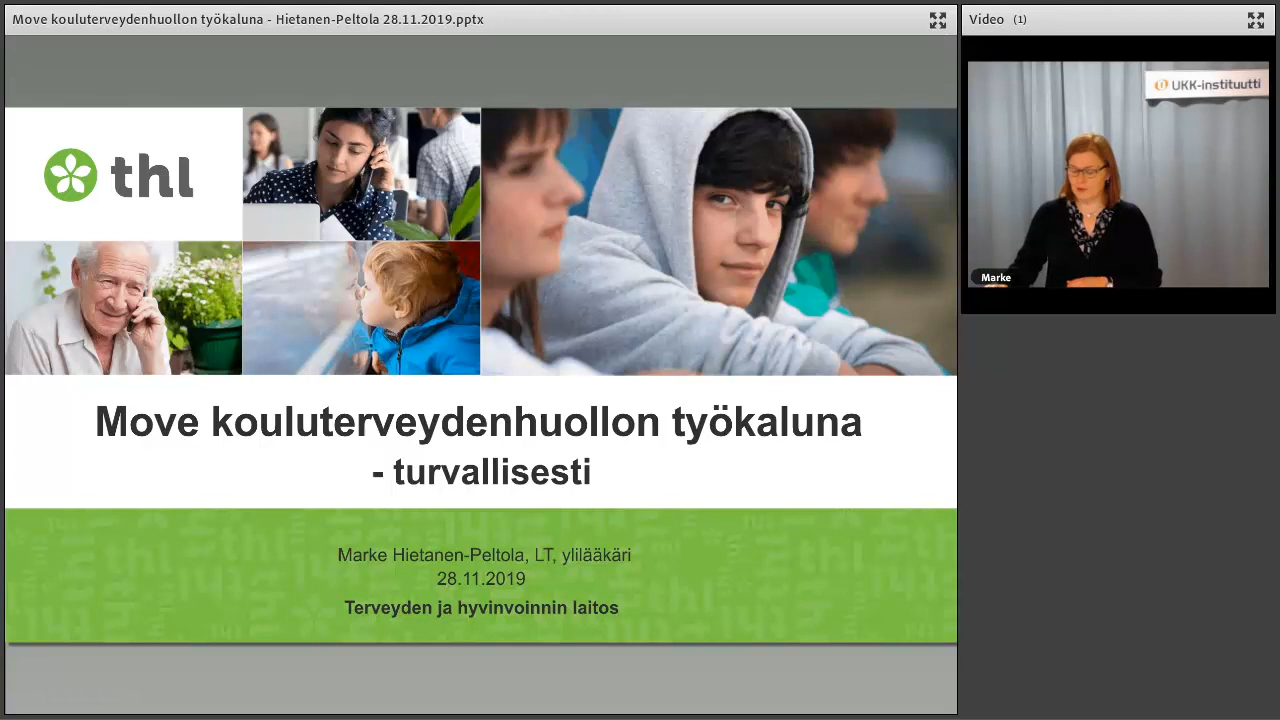 Move kouluterveydenhuollon työkaluna - Hietanen-Peltola 28.11.2019.pptx
Video (1)
thl
UKK-instituutti
Marke
Move kouluterveydenhuollon työkaluna
- turvallisesti
Marke Hietanen-Peltola, LT, ylilääkäri
28.11.2019
Terveyden ja hyvinvoinnin laitos